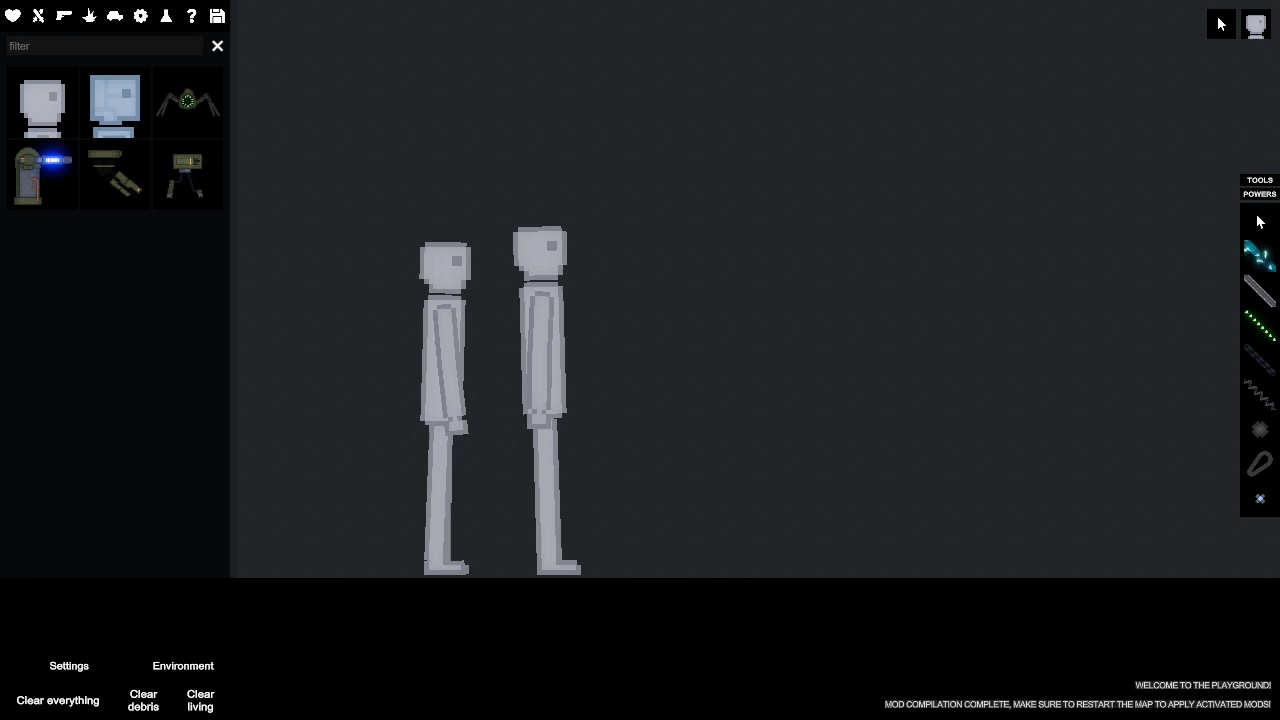 filter
TOOLS
POWERS
Settings
Environment
Clear everything
Clear debris
Clear living
WELCOME TO THE PLAYGROUND!
MOD COMPILATION COMPLETE, MAKE SURE TO RESTART THE MAP TO APPLY ACTIVATED MODS!